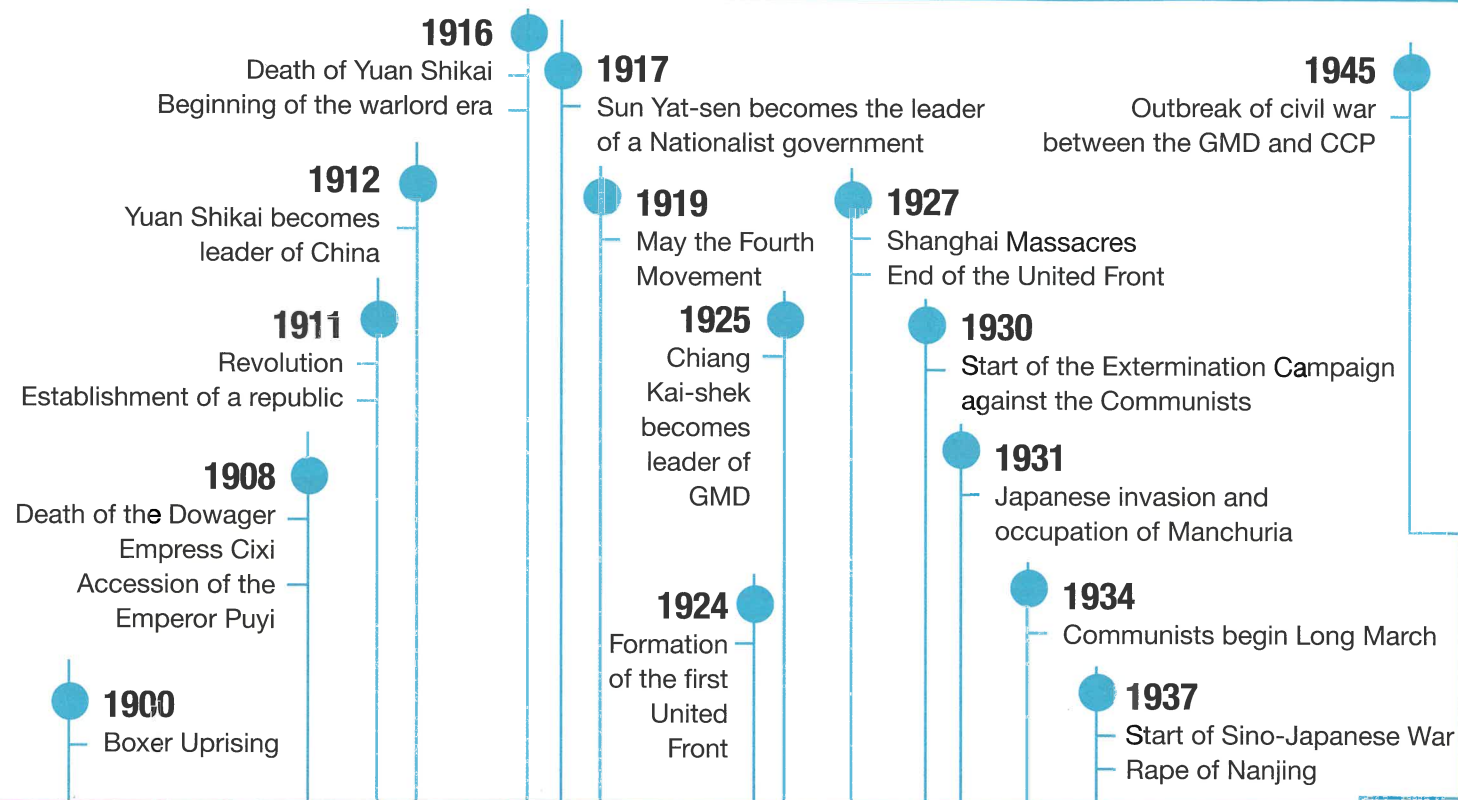 1916
Death of Yuan Shikai
Beginning of the warlord era
1917
Sun Yat-sen becomes the leader
of a Nationalist government
1945
Outbreak of civil war
between the GMD and CCP
1912
Yuan Shikai becomes
leader of China
1919
May the Fourth
Movement
1927
Shanghai Massacres
End of the United Front
1911
Revolution
Establishment of a republic
1925
Chiang
Kai-shek
becomes
leader of
GMD
1930
Start of the Extermination Campaign
against the Communists
1908
Death of the Dowager
Empress Cixi
Accession of the
Emperor Puyi
1931
Japanese invasion and
occupation of Manchuria
1924
Formation
of the first
United
Front
1934
Communists begin Long March
1900
Boxer Uprising
1937
Start of Sino-Japanese War
Rape of Nanjing